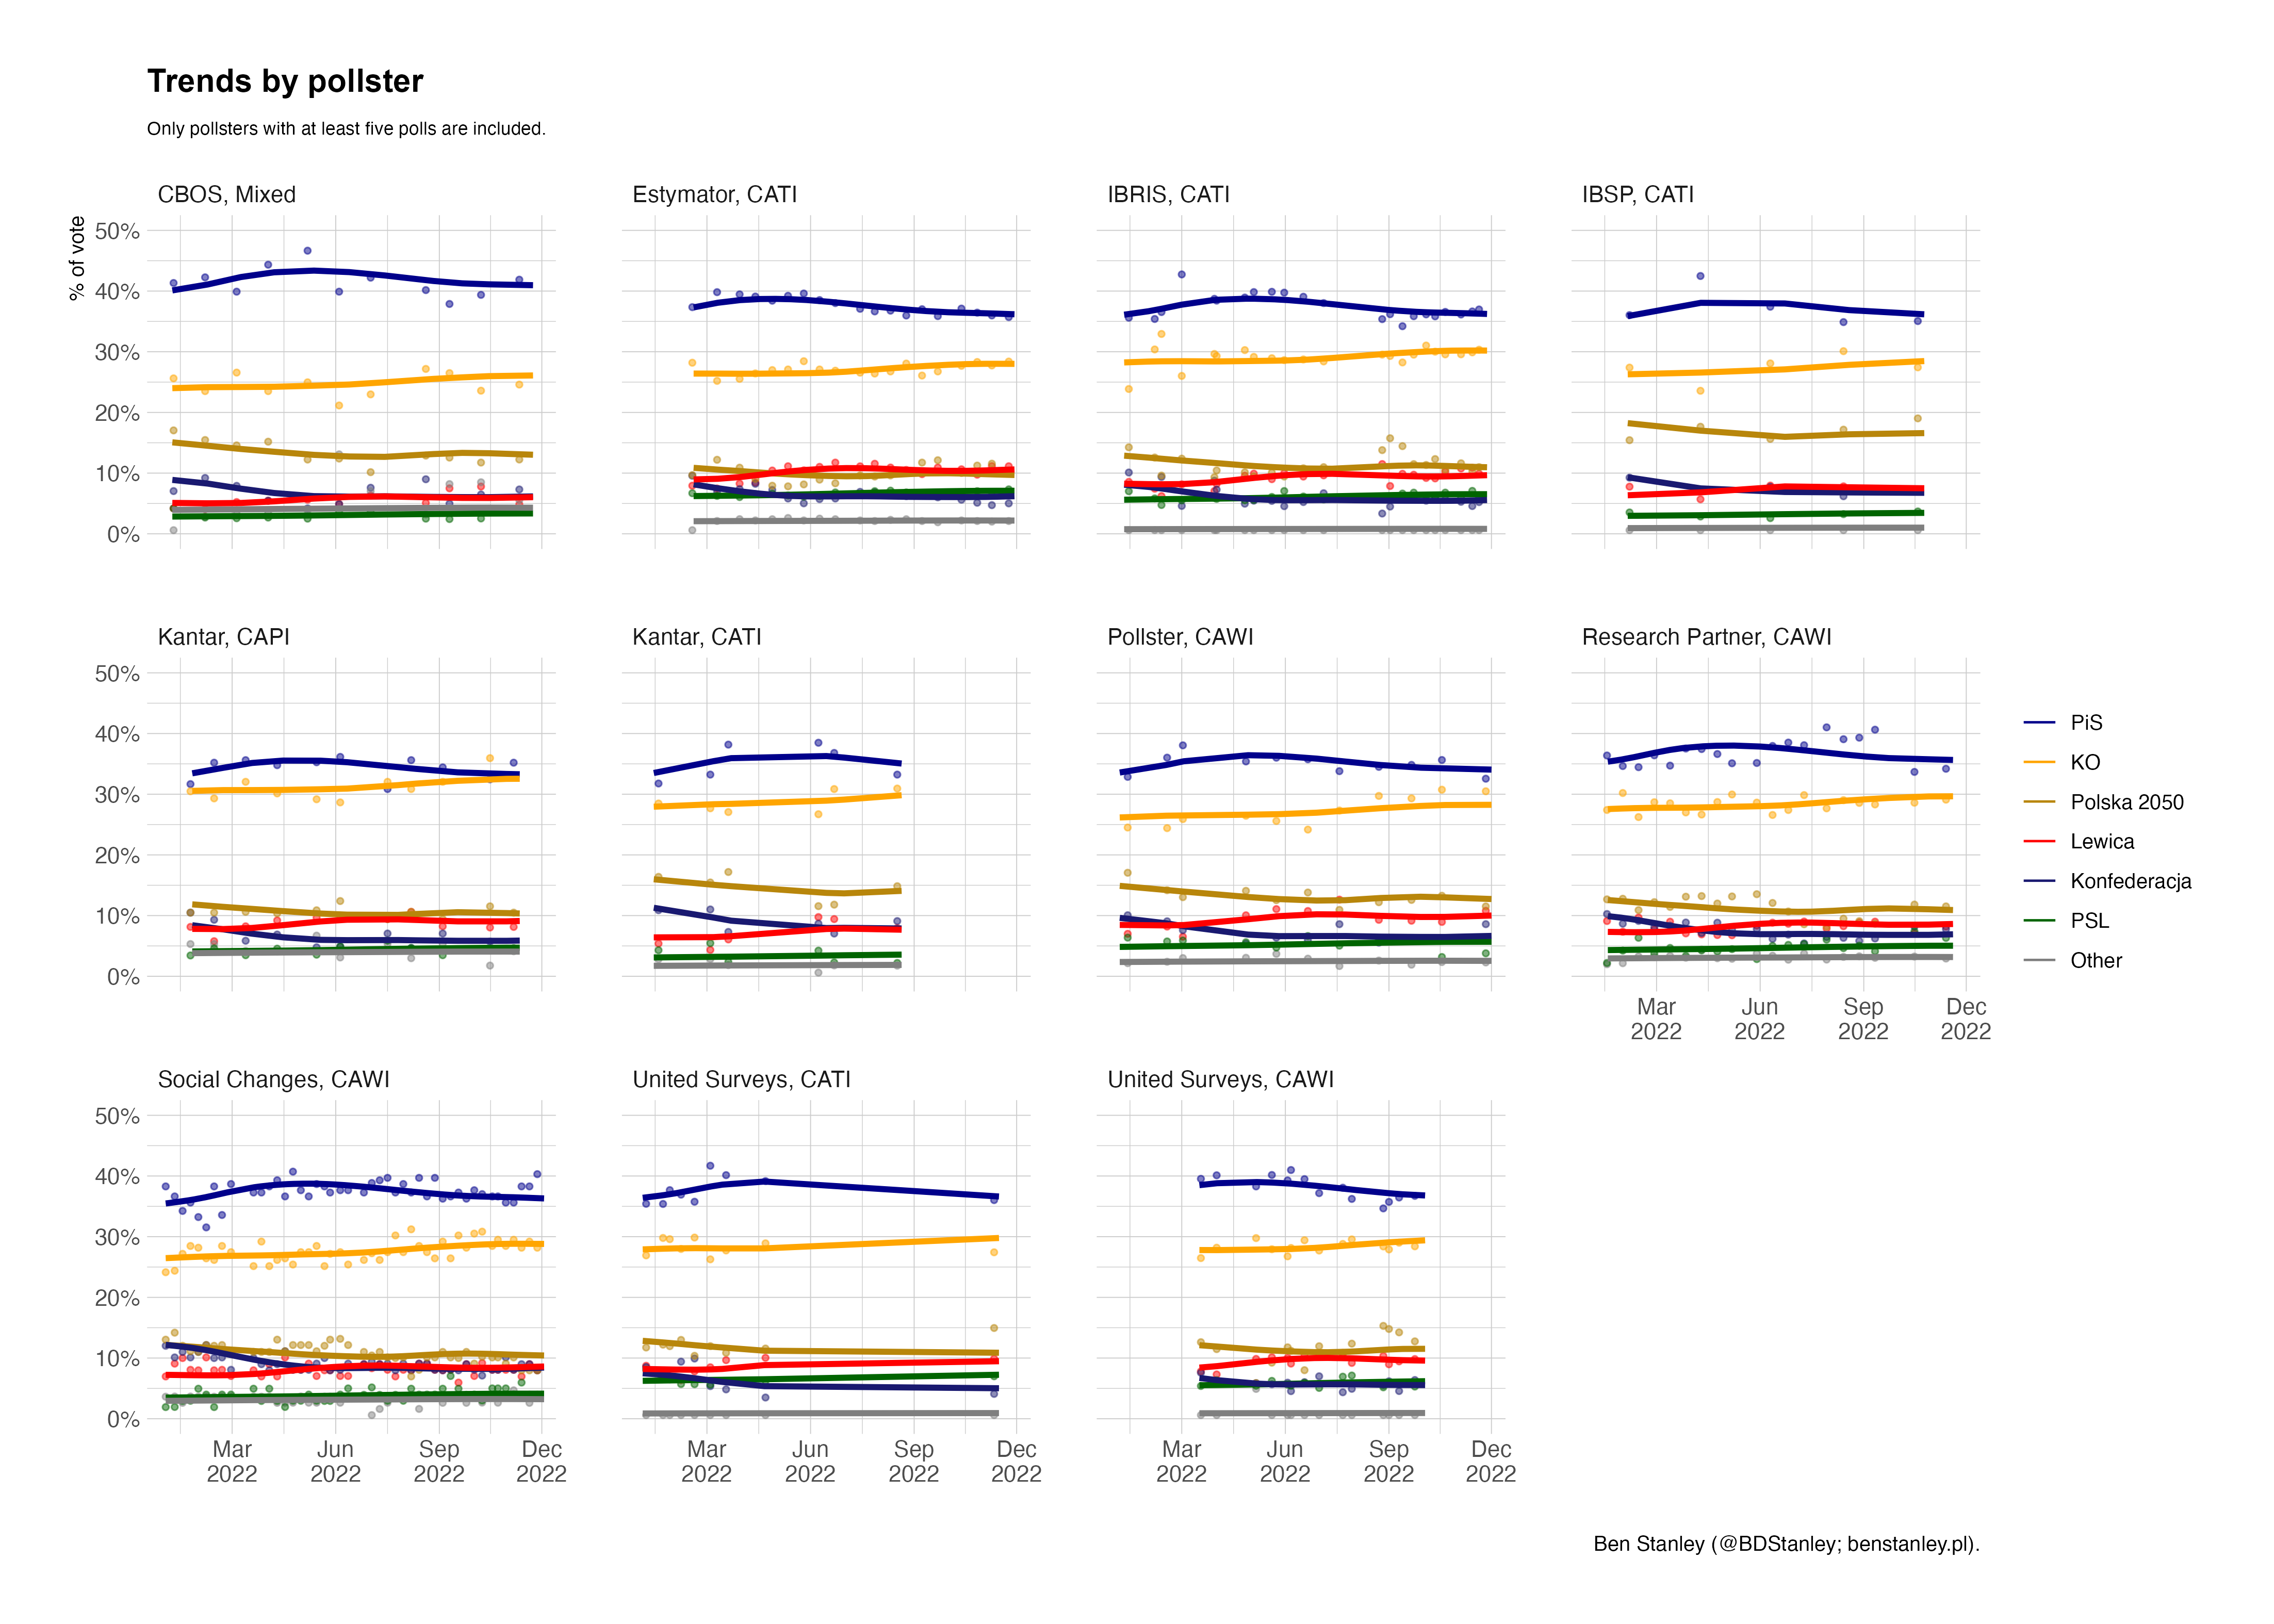 Trends by pollster
Only pollsters with at least five polls are included.
CBOS, Mixed
Estymator, CATI
IBRIS, CATI
IBSP, CATI
% of vote
50%
40%
30%
20%
10%
0%
Kantar, CAPI
Kantar, CATI
Pollster, CAWI
Research Partner, CAWI
50%
40%
30%
20%
10%
0%
PiS
KO
Polska 2050
Lewica
Konfederacja
PSL
Other
Mar Jun Sep Dec
2022 2022 2022 2022
Social Changes, CAWI
United Surveys, CATI
United Surveys, CAWI
50%
40%
30%
20%
10%
0%
Mar Jun Sep Dec
2022 2022 2022 2022
Mar Jun Sep Dec
2022 2022 2022 2022
Mar Jun Sep Dec
2022 2022 2022 2022
Ben Stanley (@BDStanley; benstanley.pl).